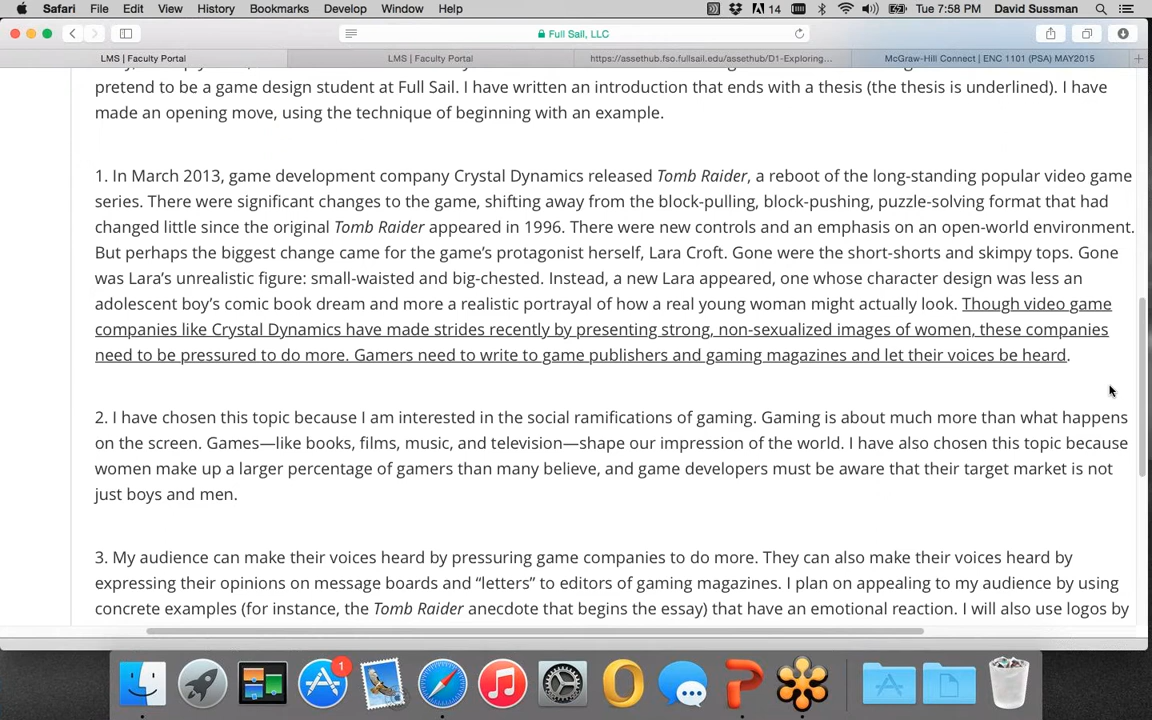 Safari File Edit View History Bookmarks Develop Window Help 14 Tue 7:58 PM David Sussman
Full Sail, LLC
LMS | Faculty Portal LMS | Faculty Portal https://assethub.fso.fullsail.edu/assethub/D1-Exploring... McGraw-Hill Connect | ENC 1101 (PSA) MAY2015
pretend to be a game design student at Full Sail. I have written an introduction that ends with a thesis (the thesis is underlined). I have
made an opening move, using the technique of beginning with an example.
1. In March 2013, game development company Crystal Dynamics released Tomb Raider, a reboot of the long-standing popular video game
series. There were significant changes to the game, shifting away from the block-pulling, block-pushing, puzzle-solving format that had
changed little since the original Tomb Raider appeared in 1996. There were new controls and an emphasis on an open-world environment.
But perhaps the biggest change came for the game’s protagonist herself, Lara Croft. Gone were the short-shorts and skimpy tops. Gone
was Lara’s unrealistic figure: small-waisted and big-chested. Instead, a new Lara appeared, one whose character design was less an
adolescent boy’s comic book dream and more a realistic portrayal of how a real young woman might actually look. Though video game
companies like Crystal Dynamics have made strides recently by presenting strong, non-sexualized images of women, these companies
need to be pressured to do more. Gamers need to write to game publishers and gaming magazines and let their voices be heard.
2. I have chosen this topic because I am interested in the social ramifications of gaming. Gaming is about much more than what happens
on the screen. Games—like books, films, music, and television—shape our impression of the world. I have also chosen this topic because
women make up a larger percentage of gamers than many believe, and game developers must be aware that their target market is not
just boys and men.
3. My audience can make their voices heard by pressuring game companies to do more. They can also make their voices heard by
expressing their opinions on message boards and “letters” to editors of gaming magazines. I plan on appealing to my audience by using
concrete examples (for instance, the Tomb Raider anecdote that begins the essay) that have an emotional reaction. I will also use logos by
1